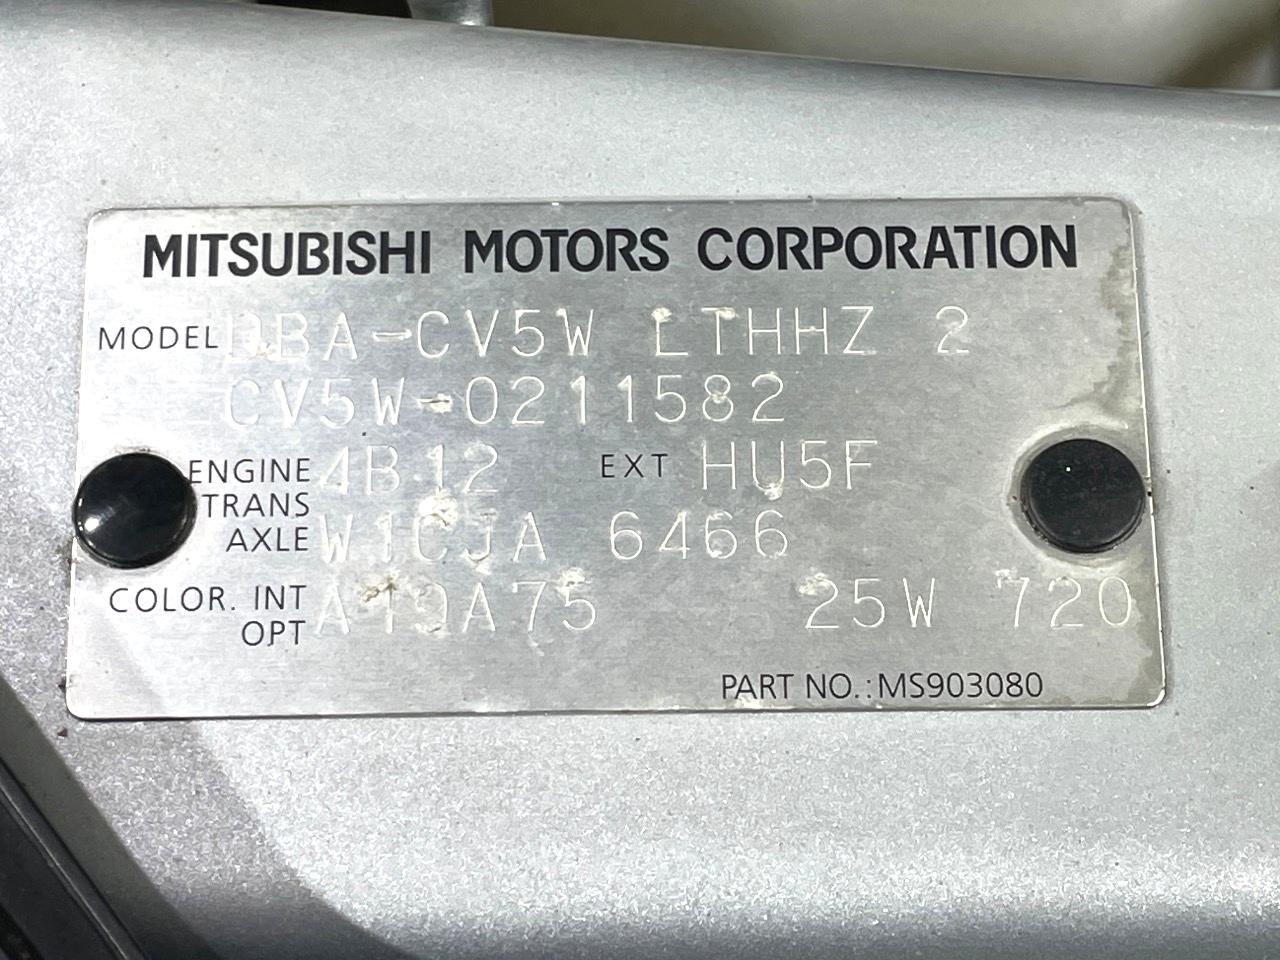 MITSUBISHI MOTORS CORPORATION
MODEL DBA-CV5W LTHHZ 2
CV5W-0211582
ENGINE 4B12 EXT HU5F
TRANS
AXLE W1CJA 6466
COLOR. INT A19A75 25W 720
OPT
PART NO.:MS903080